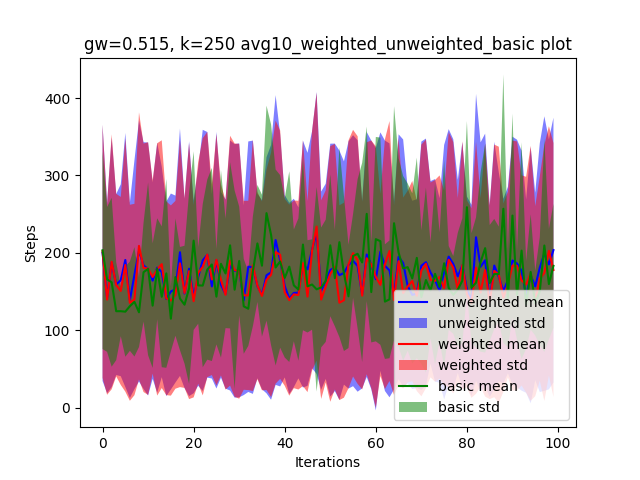 gw=0.515, k=250 avg10_weighted_unweighted_basic plot
400
300
200
100
0
Steps
unweighted mean
unweighted std
weighted mean
weighted std
basic mean
basic std
0 20 40 60 80 100
Iterations